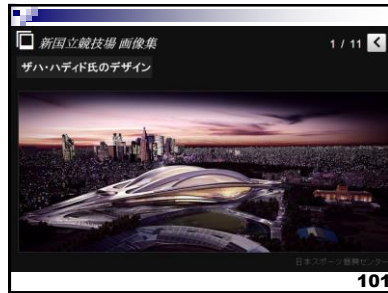 新国立競技場 画像集
1 / 11
ザハ・ハディド氏のデザイン
日本スポーツ振興センター
101